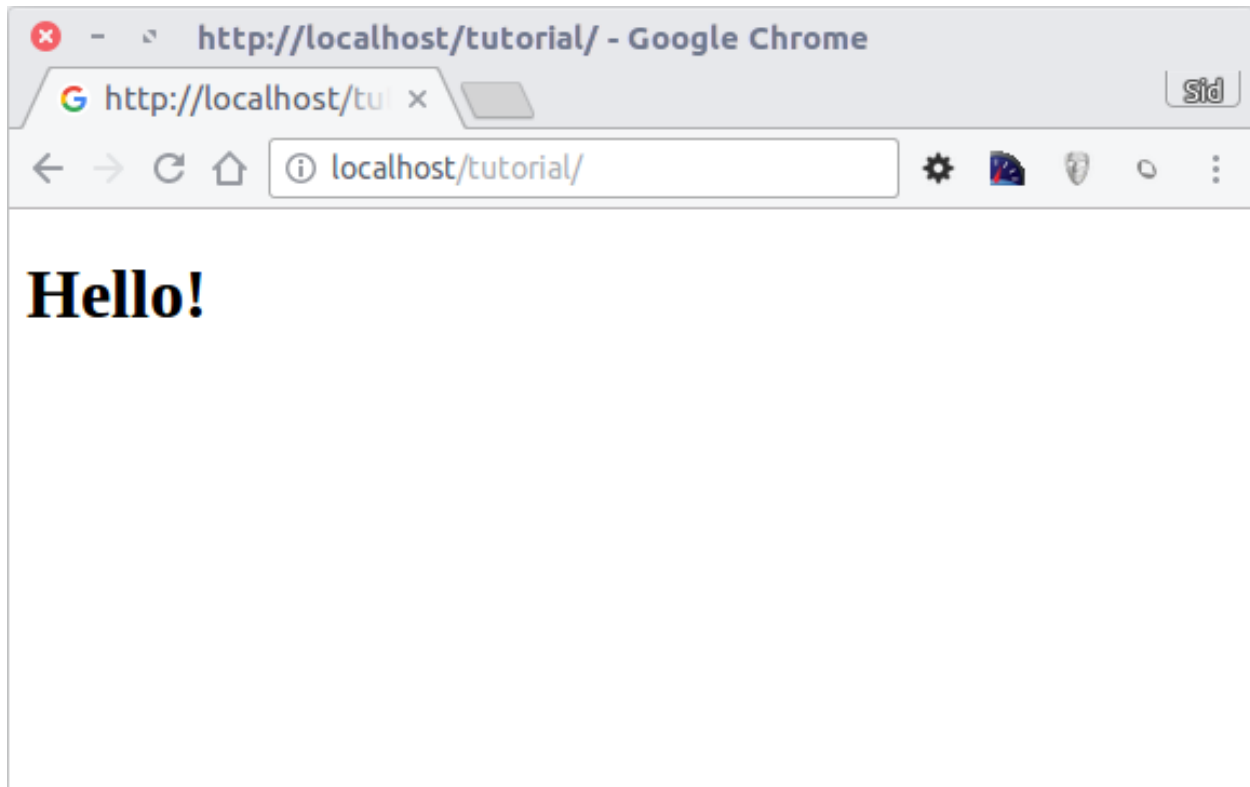 http://localhost/tutorial/ - Google Chrome
http://localhost/tu
Sid
localhost/tutorial/
Hello!